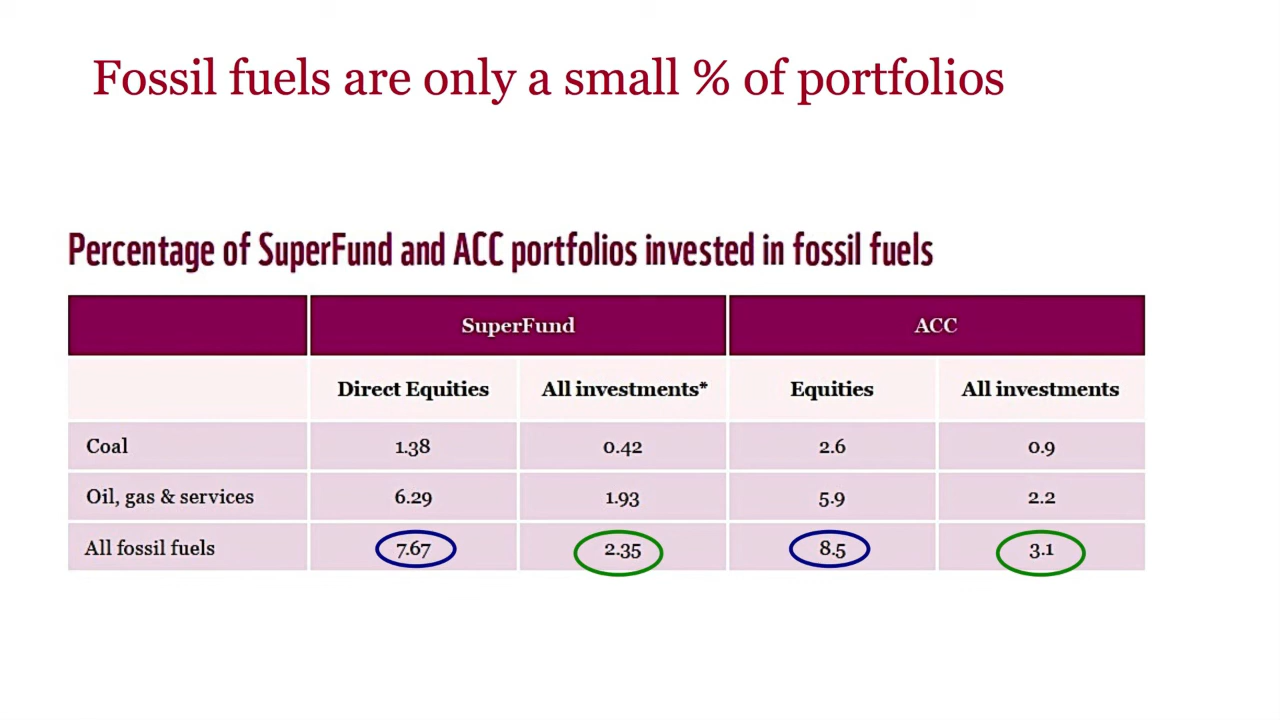 Fossil fuels are only a small % of portfolios
Percentage of SuperFund and ACC portfolios invested in fossil fuels
SuperFund ACC
Direct Equities All investments* Equities All investments
Coal 1.38 0.42 2.6 0.9
Oil, gas & services 6.29 1.93 5.9 2.2
All fossil fuels 7.67 2.35 8.5 3.1